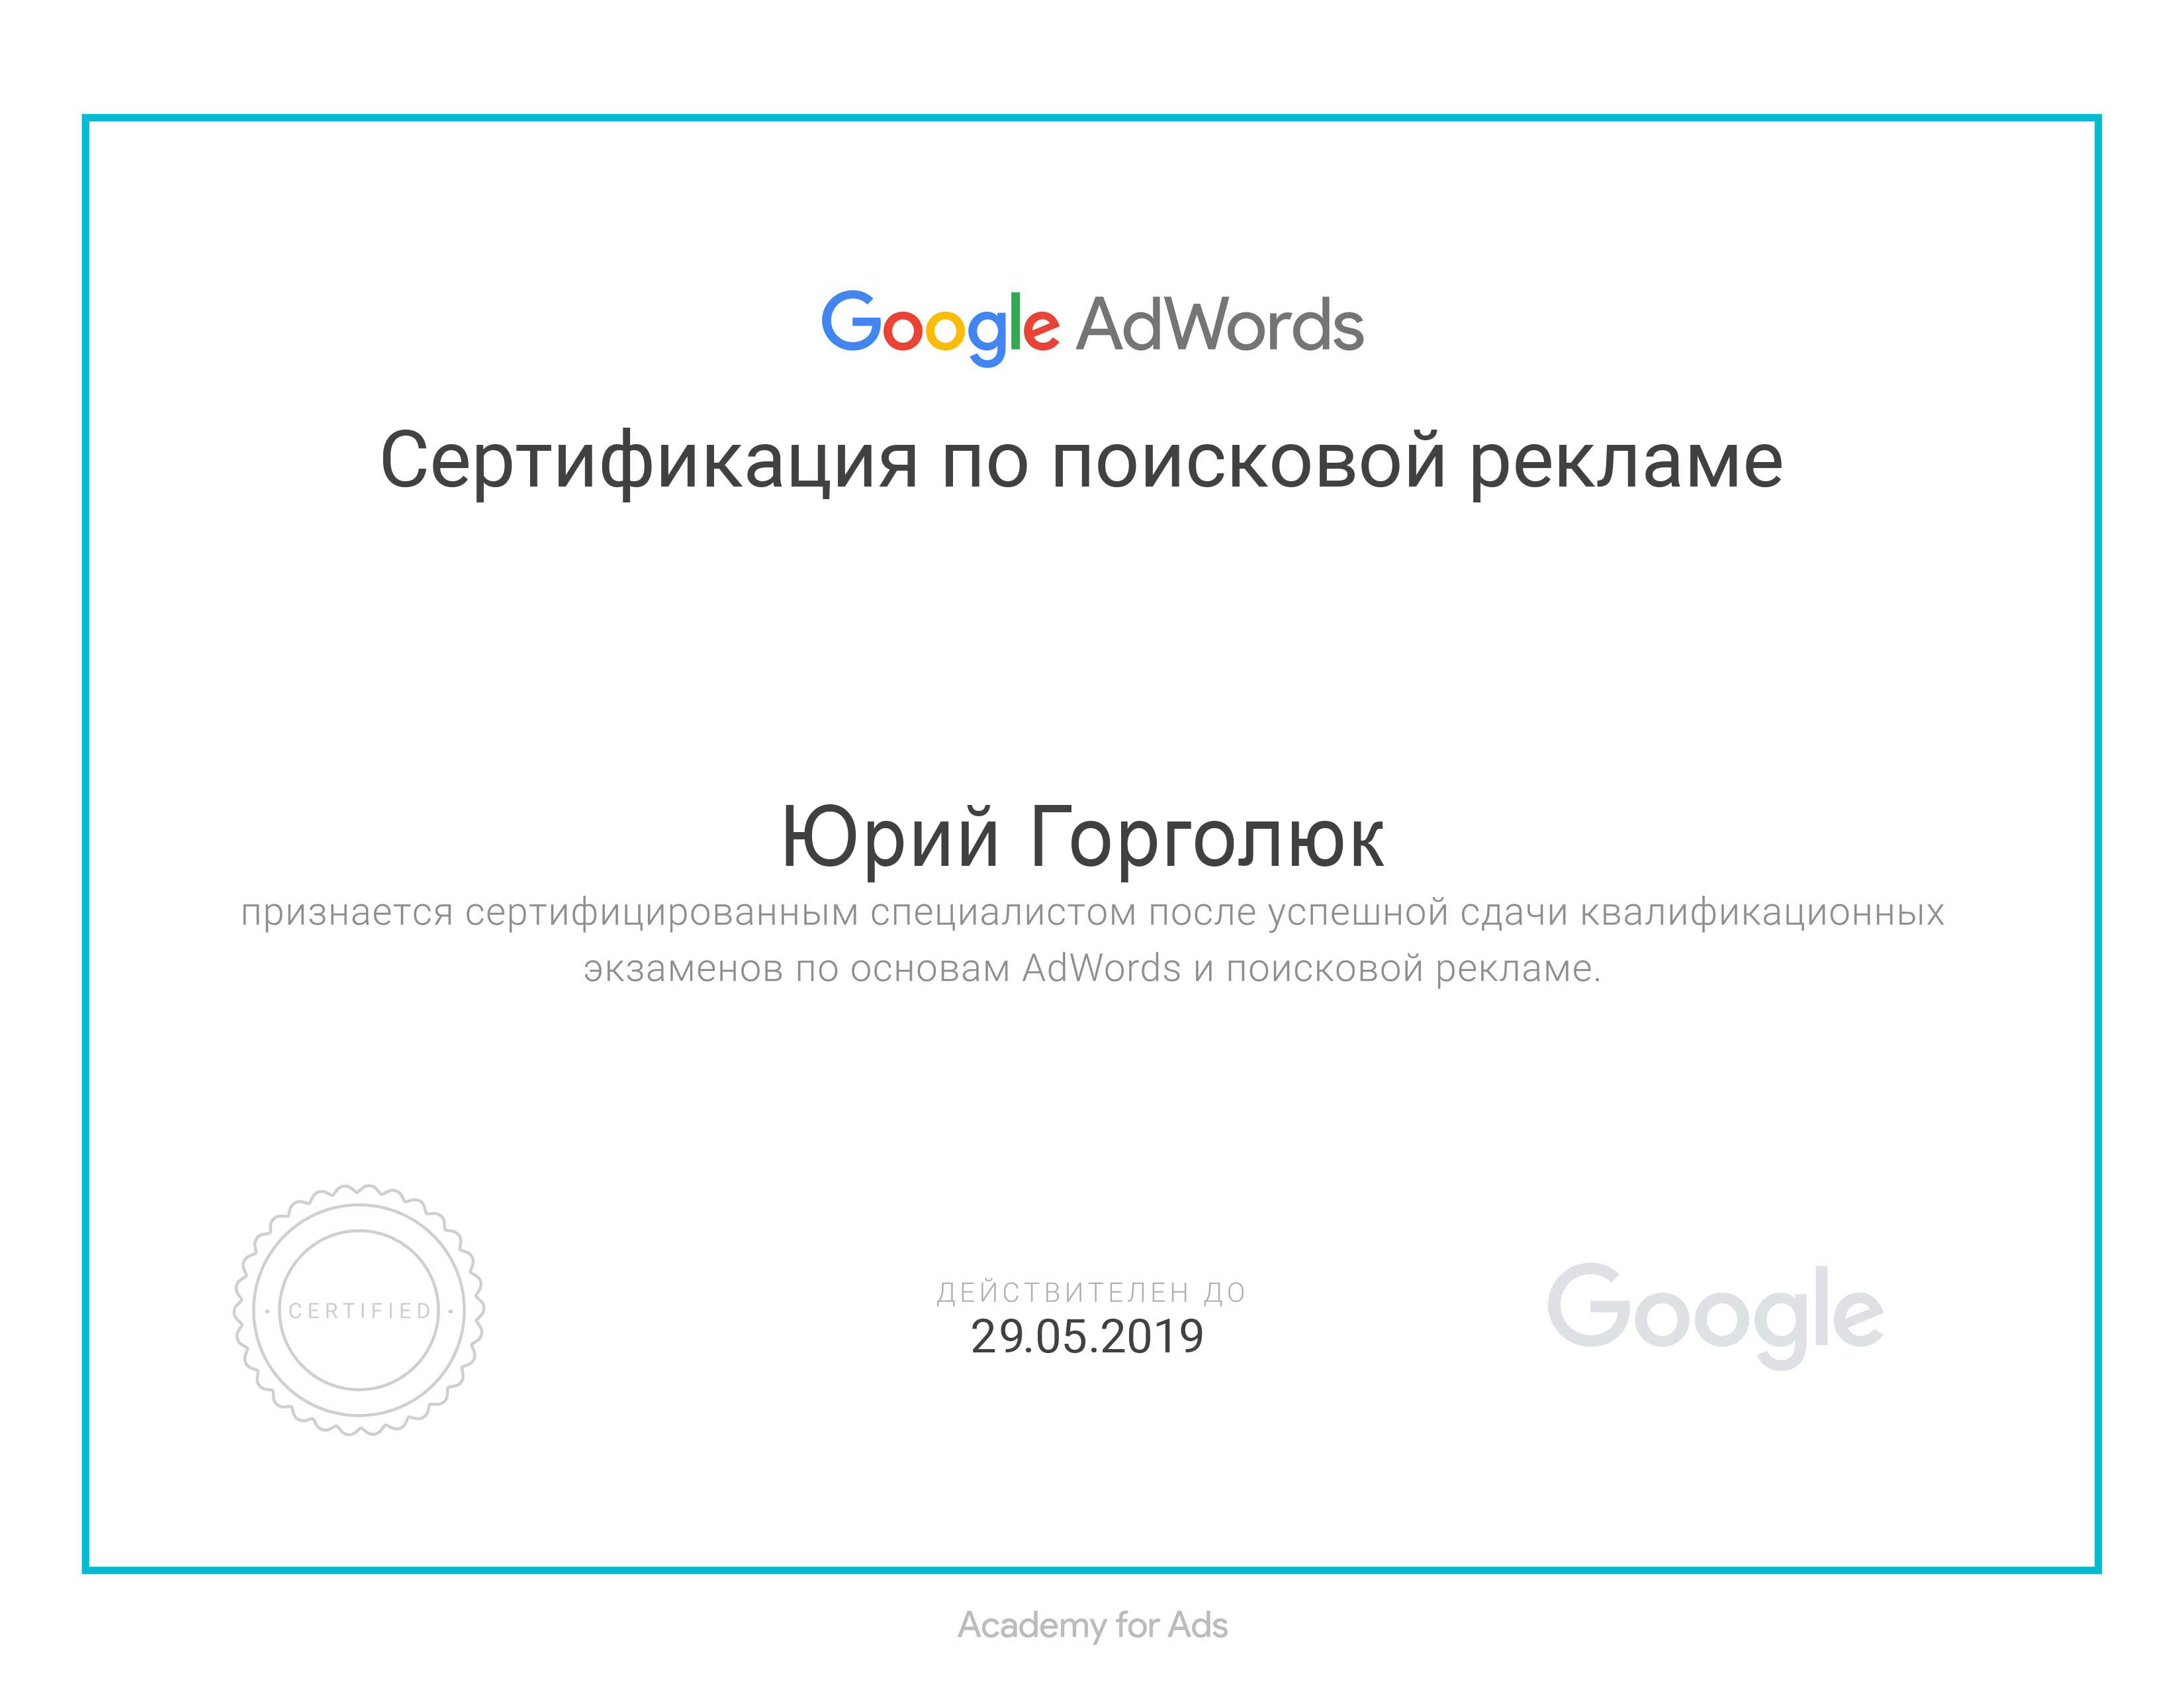 Google AdWords
Сертификация по поисковой рекламе
Юрий Горголюк
признается сертифицированным специалистом после успешной сдачи квалификационных
экзаменов по основам AdWords и поисковой рекламе.
· CERTIFIED ·
ДЕЙСТВИТЕЛЕН ДО
29.05.2019
Google
Academy for Ads